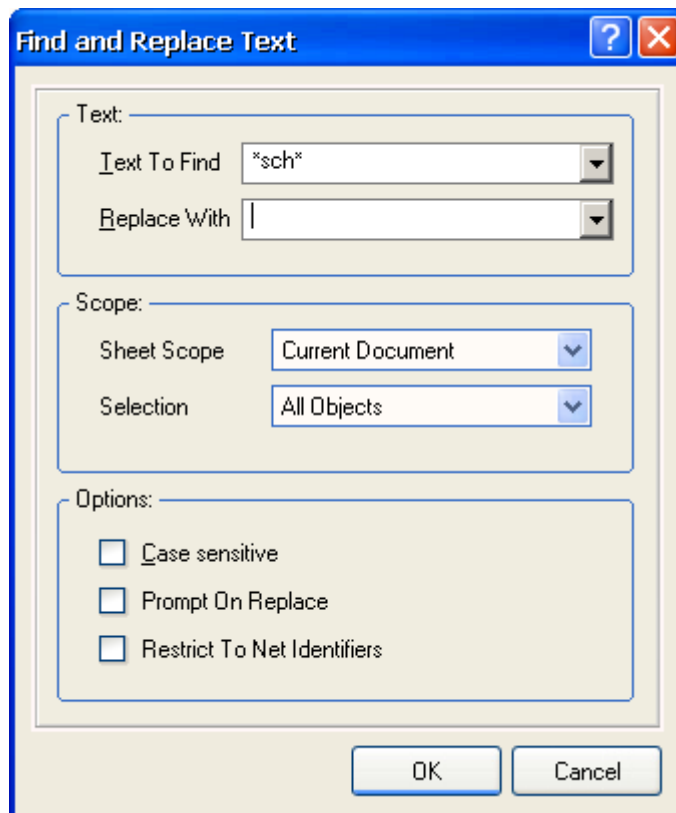 Find and Replace Text
Text:
Text To Find *sch*
Replace With
Scope:
Sheet Scope Current Document
Selection All Objects
Options:
Case sensitive
Prompt On Replace
Restrict To Net Identifiers
OK Cancel